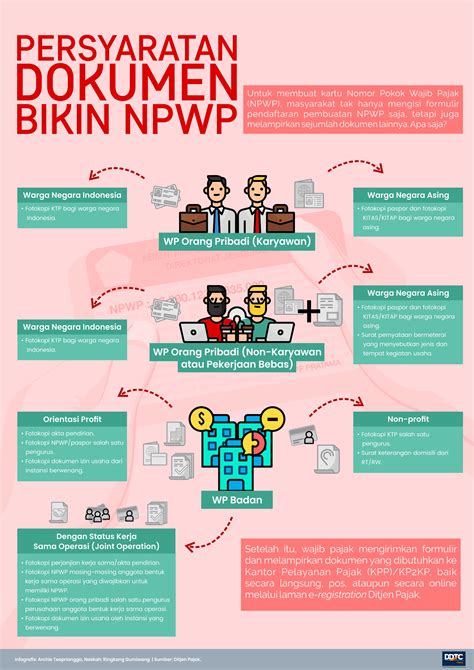 PERSYARATAN
DOKUMEN
BIKIN NPWP
Untuk membuat kartu Nomor Pokok Wajib Pajak
(NPWP), masyarakat tak hanya mengisi formulir
pendaftaran pembuatan NPWP saja, tetapi juga
melampirkan sejumlah dokumen lainnya. Apa saja?
Warga Negara Indonesia
• Fotokopi KTP bagi warga negara
Indonesia.
WP Orang Pribadi (Karyawan)
Warga Negara Asing
• Fotokopi paspor dan fotokopi
KITAS/KITAP bagi warga negara
asing.
NPWP :
Warga Negara Indonesia
• Fotokopi KTP bagi warga negara
Indonesia.
WP Orang Pribadi (Non-Karyawan
atau Pekerjaan Bebas)
Warga Negara Asing
• Fotokopi paspor dan fotokopi
KITAS/KITAP bagi warga negara
asing.
• Surat pernyataan bermeterai
yang menyebutkan jenis dan
tempat kegiatan usaha.
PRATAMA
Orientasi Profit
• Fotokopi akta pendirian.
• Fotokopi NPWP/paspor salah satu
pengurus.
• Fotokopi dokumen izin usaha dari
instansi berwenang.
WP Badan
Non-profit
• Fotokopi KTP salah satu
pengurus.
• Surat keterangan domisili dari
RT/RW.
Dengan Status Kerja
Sama Operasi (Joint Operation)
• Fotokopi perjanjian kerja sama/akta pendirian.
• Fotokopi NPWP masing-masing anggota bentuk
kerja sama operasi yang diwajibkan untuk
memiliki NPWP.
• Fotokopi NPWP orang pribadi salah satu pengurus
perusahaan anggota bentuk kerja sama operasi
• Fotokopi dokumen izin usaha dari instansi
berwenang.
Setelah itu, wajib pajak mengirimkan formulir
dan melampirkan dokumen yang dibutuhkan ke
Kantor Pelayanan Pajak (KPP)/KP2KP, baik
secara langsung, pos, ataupun secara online
melalui laman e-registration Ditjen Pajak.
DDTC